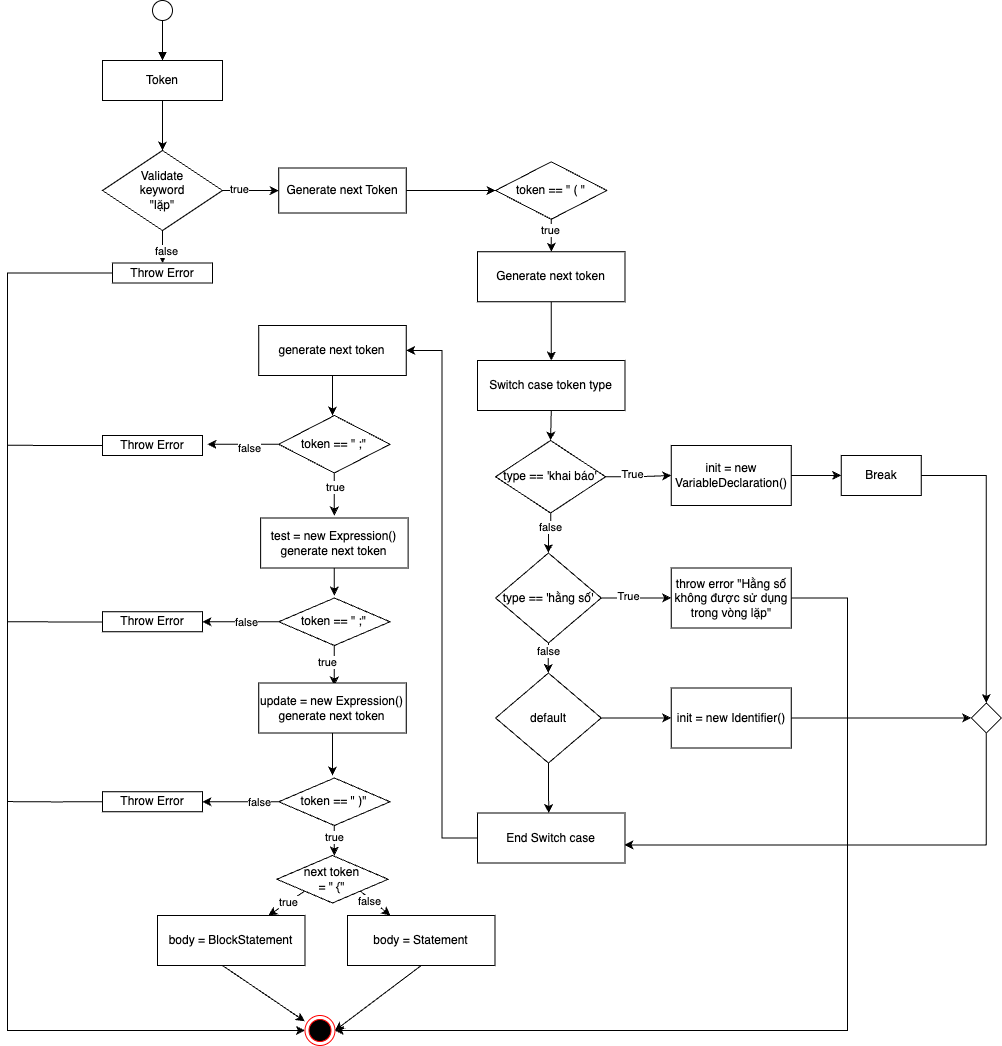 Token
Validate
keyword
"lặp"
true
Generate next Token
token == " ( "
false
Throw Error
true
Generate next token
Switch case token type
type == 'khai báo'
True
init = new
VariableDeclaration()
Break
false
type == 'hằng số'
True
throw error "Hằng số
không được sử dụng
trong vòng lặp"
false
default
init = new Identifier()
End Switch case
generate next token
token == " ;"
false
Throw Error
true
test = new Expression()
generate next token
token == " ;"
false
Throw Error
true
update = new Expression()
generate next token
token == " )"
false
Throw Error
true
next token
= " {"
true
false
body = BlockStatement
body = Statement